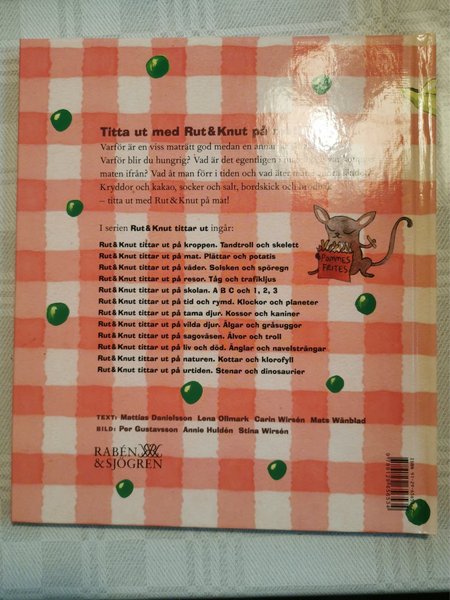 Titta ut med Rut & Knut på
Varför är en viss maträtt god medan en annan
Varför blir du hungrig? Vad är det egentligen
maten ifrån? Vad åt man förr i tiden och vad äter
Kryddor och kakao, socker och salt, bordskick och
– titta ut med Rut & Knut på mat!
I serien Rut & Knut tittar ut ingår:
Rut & Knut tittar ut på kroppen. Tandtroll och skelett
Rut & Knut tittar ut på mat. Plättar och potatis
Rut & Knut tittar ut på väder. Solsken och spöregn
Rut & Knut tittar ut på resor. Tåg och trafikljus
Rut & Knut tittar ut på skolan. A B C och 1, 2, 3
Rut & Knut tittar ut på tid och rymd. Klockor och planeter
Rut & Knut tittar ut på tama djur. Kossor och kaniner
Rut & Knut tittar ut på vilda djur. Älgar och gråsuggor
Rut & Knut tittar ut på sagoväsen. Älvor och troll
Rut & Knut tittar ut på liv och död. Änglar och navelsträngar
Rut & Knut tittar ut på naturen. Kottar och klorofyll
Rut & Knut tittar ut på urtiden. Stenar och dinosaurier
POMMES
FRITES
TEXT: Mattias Danielsson Lena Ollmark Carin Wirsén Mats Wänblad
BILD: Per Gustavsson Annie Huldén Stina Wirsén
RABÉN
& SJÖGREN